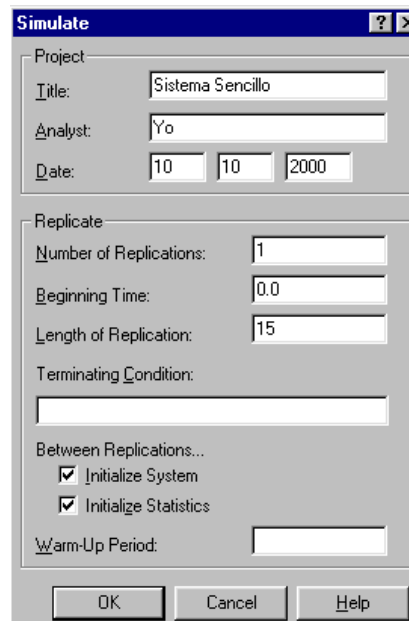 Simulate
Project
Title: Sistema Sencillo
Analyst: Yo
Date: 10 10 2000
Replicate
Number of Replications: 1
Beginning Time: 0.0
Length of Replication: 15
Terminating Condition:
Between Replications...
Initialize System
Initialize Statistics
Warm-Up Period:
OK Cancel Help